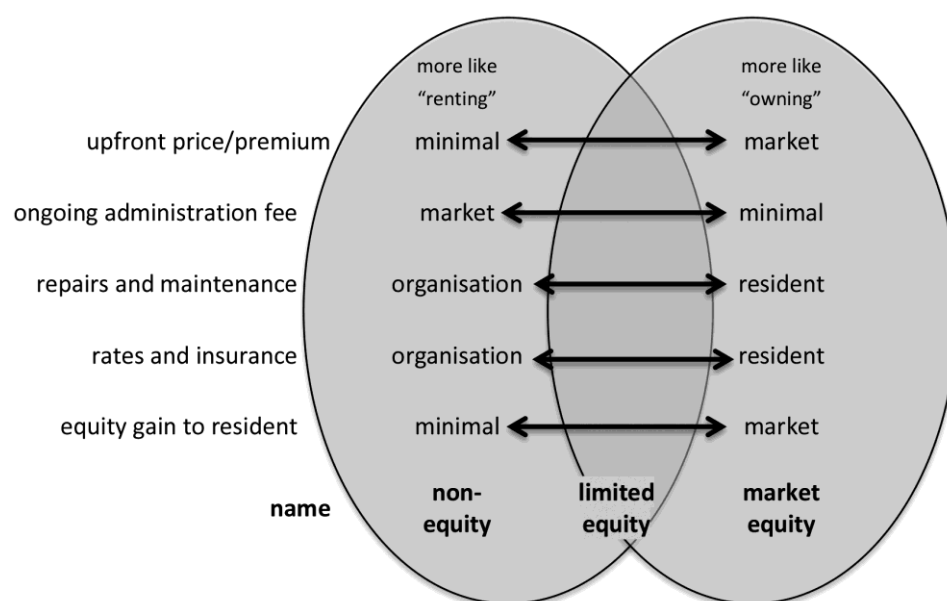 more like more like
“renting” “owning”
upfront price/premium minimal market
ongoing administration fee market minimal
repairs and maintenance organisation resident
rates and insurance organisation resident
equity gain to resident minimal market
name non- limited market
equity equity equity